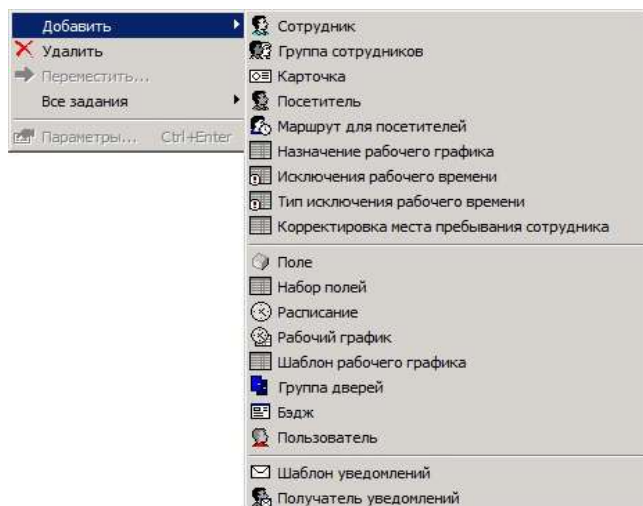 Добавить
Удалить
Переместить...
Все задания
Параметры... Ctrl+Enter
Сотрудник
Группа сотрудников
Карточка
Посетитель
Маршрут для посетителей
Назначение рабочего графика
Исключения рабочего времени
Тип исключения рабочего времени
Корректировка места пребывания сотрудника
Поле
Набор полей
Расписание
Рабочий график
Шаблон рабочего графика
Группа дверей
Бэдж
Пользователь
Шаблон уведомлений
Получатель уведомлений